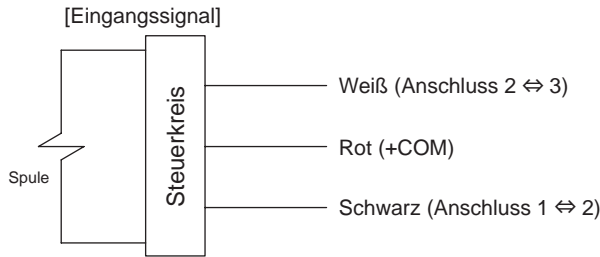 [Eingangssignal]
Weiß (Anschluss 2 ⇔ 3)
Steuerkreis
Rot (+COM)
Spule
Schwarz (Anschluss 1 ⇔ 2)